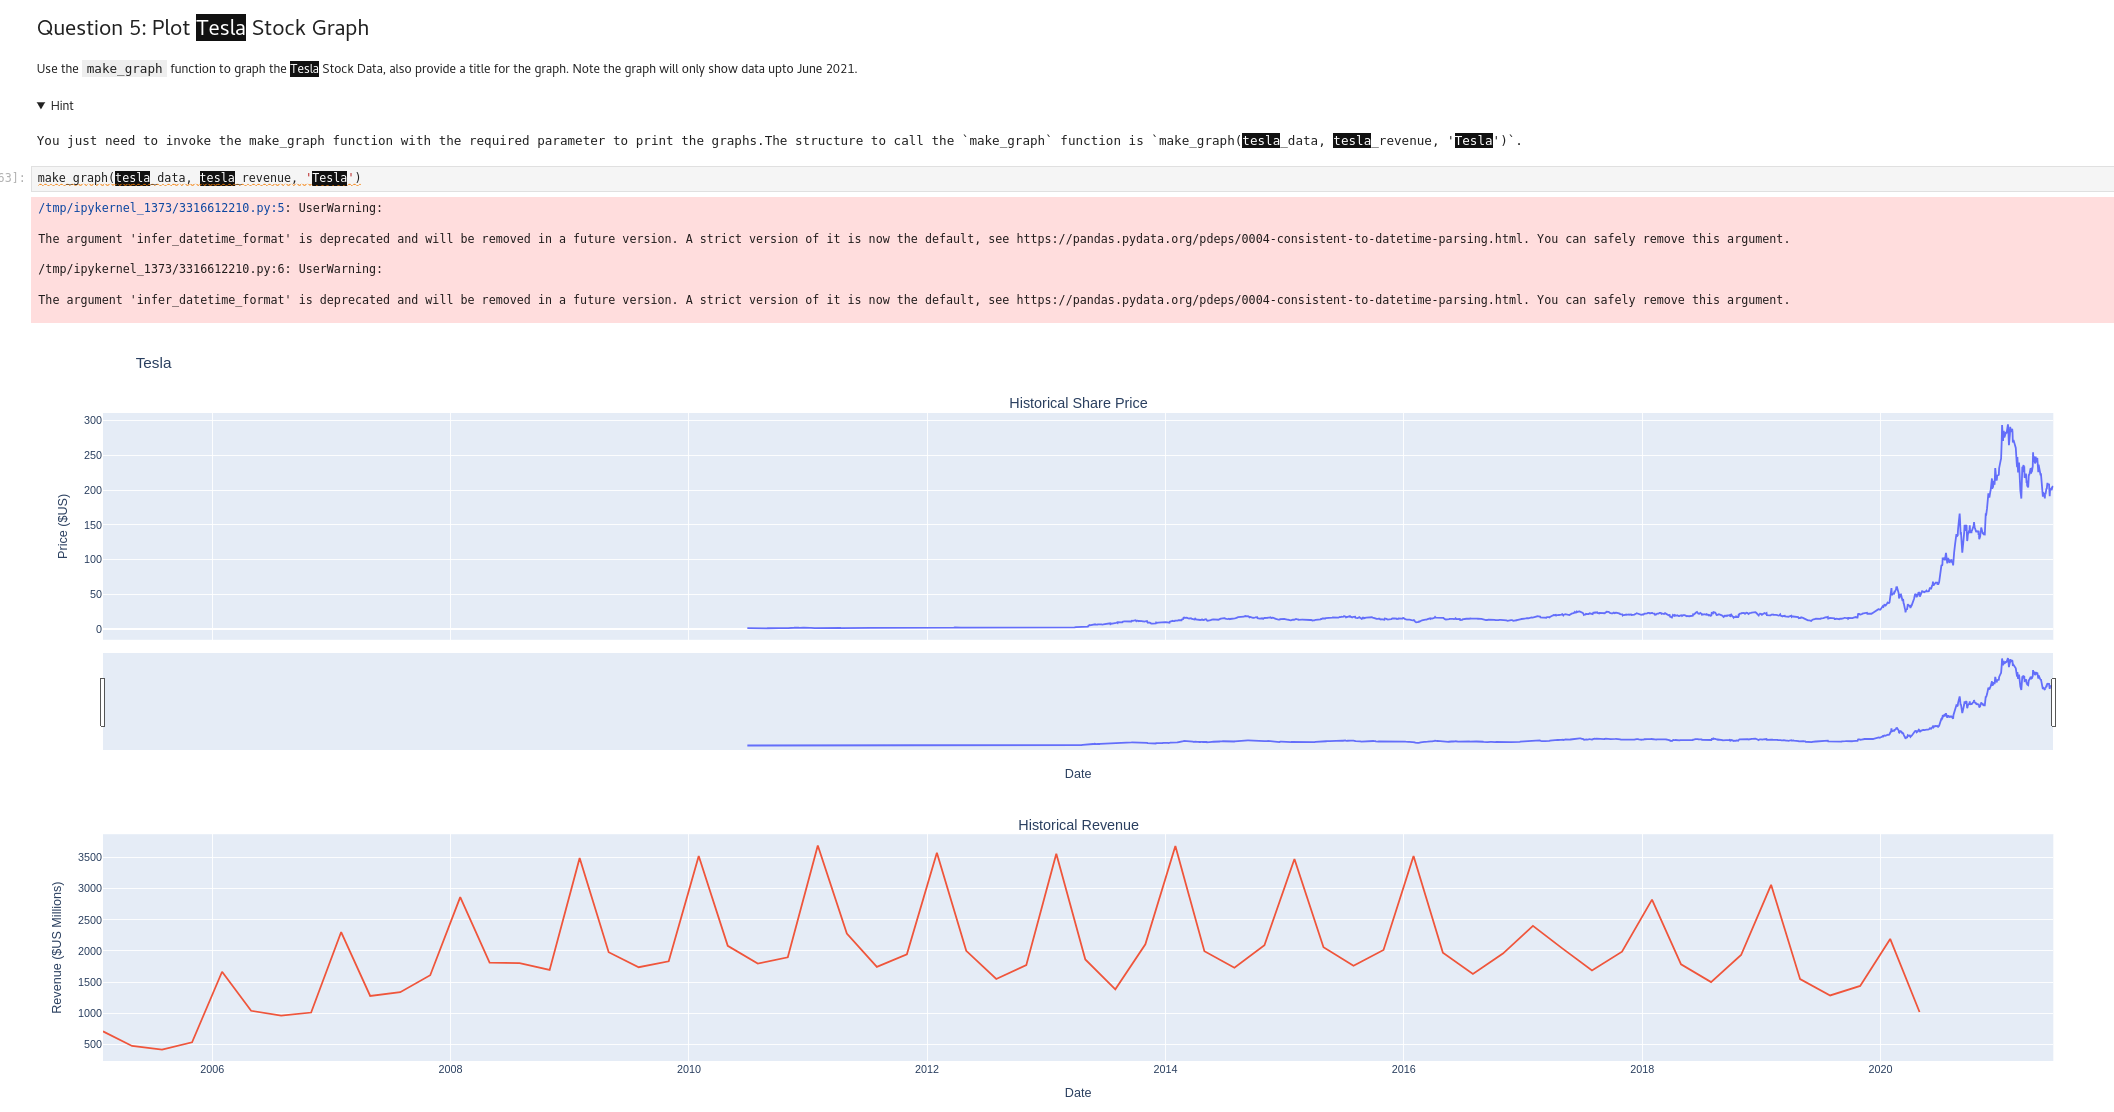 Question 5: Plot Tesla Stock Graph
Use the make_graph function to graph the Tesla Stock Data, also provide a title for the graph. Note the graph will only show data upto June 2021.
▼ Hint
You just need to invoke the make_graph function with the required parameter to print the graphs.The structure to call the `make_graph` function is `make_graph(tesla_data, tesla_revenue, 'Tesla')`.
53]: make_graph(tesla_data, tesla_revenue, 'Tesla')
/tmp/ipykernel_1373/3316612210.py:5: UserWarning:
The argument 'infer_datetime_format' is deprecated and will be removed in a future version. A strict version of it is now the default, see https://pandas.pydata.org/pdeps/0004-consistent-to-datetime-parsing.html. You can safely remove this argument.
/tmp/ipykernel_1373/3316612210.py:6: UserWarning:
The argument 'infer_datetime_format' is deprecated and will be removed in a future version. A strict version of it is now the default, see https://pandas.pydata.org/pdeps/0004-consistent-to-datetime-parsing.html. You can safely remove this argument.
Tesla
Historical Share Price
Price ($US)
300
250
200
150
100
50
0
Date
Historical Revenue
Revenue ($US Millions)
3500
3000
2500
2000
1500
1000
500
2006 2008 2010 2012 2014 2016 2018 2020
Date